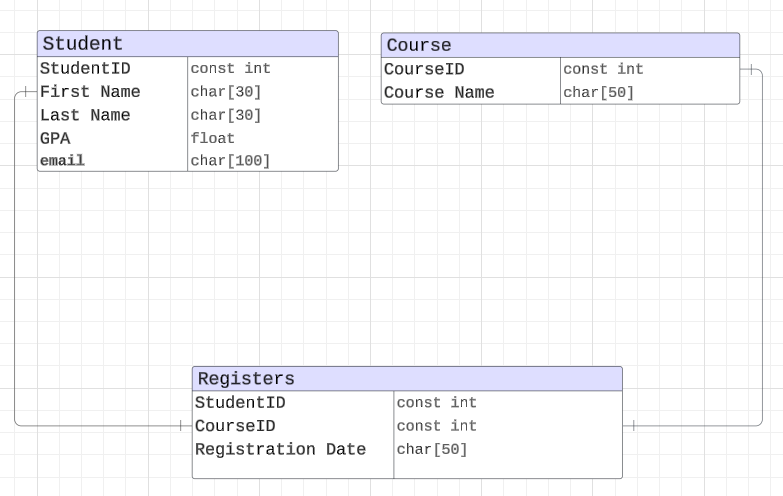 Student
StudentID const int
First Name char[30]
Last Name char[30]
GPA float
email char[100]
Course
CourseID const int
Course Name char[50]
Registers
StudentID const int
CourseID const int
Registration Date char[50]